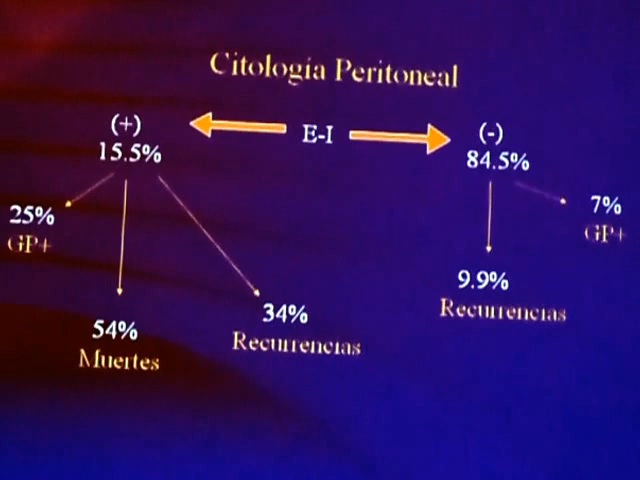 Citología Peritoneal
(+)
15.5%
E-I
(-)
84.5%
25%
GP+
7%
GP+
54%
Muertes
34%
Recurrencias
9.9%
Recurrencias